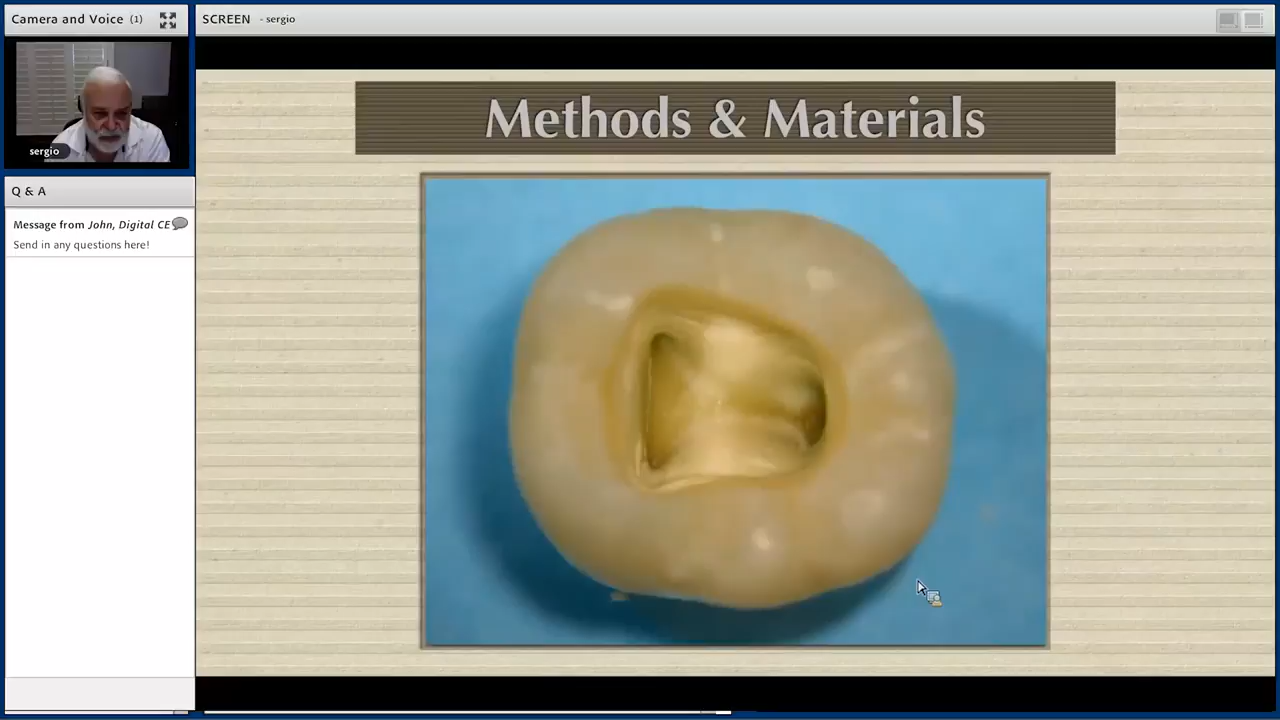 Camera and Voice (1)
SCREEN - sergio
sergio
Q & A
Message from John, Digital CE
Send in any questions here!
Methods & Materials